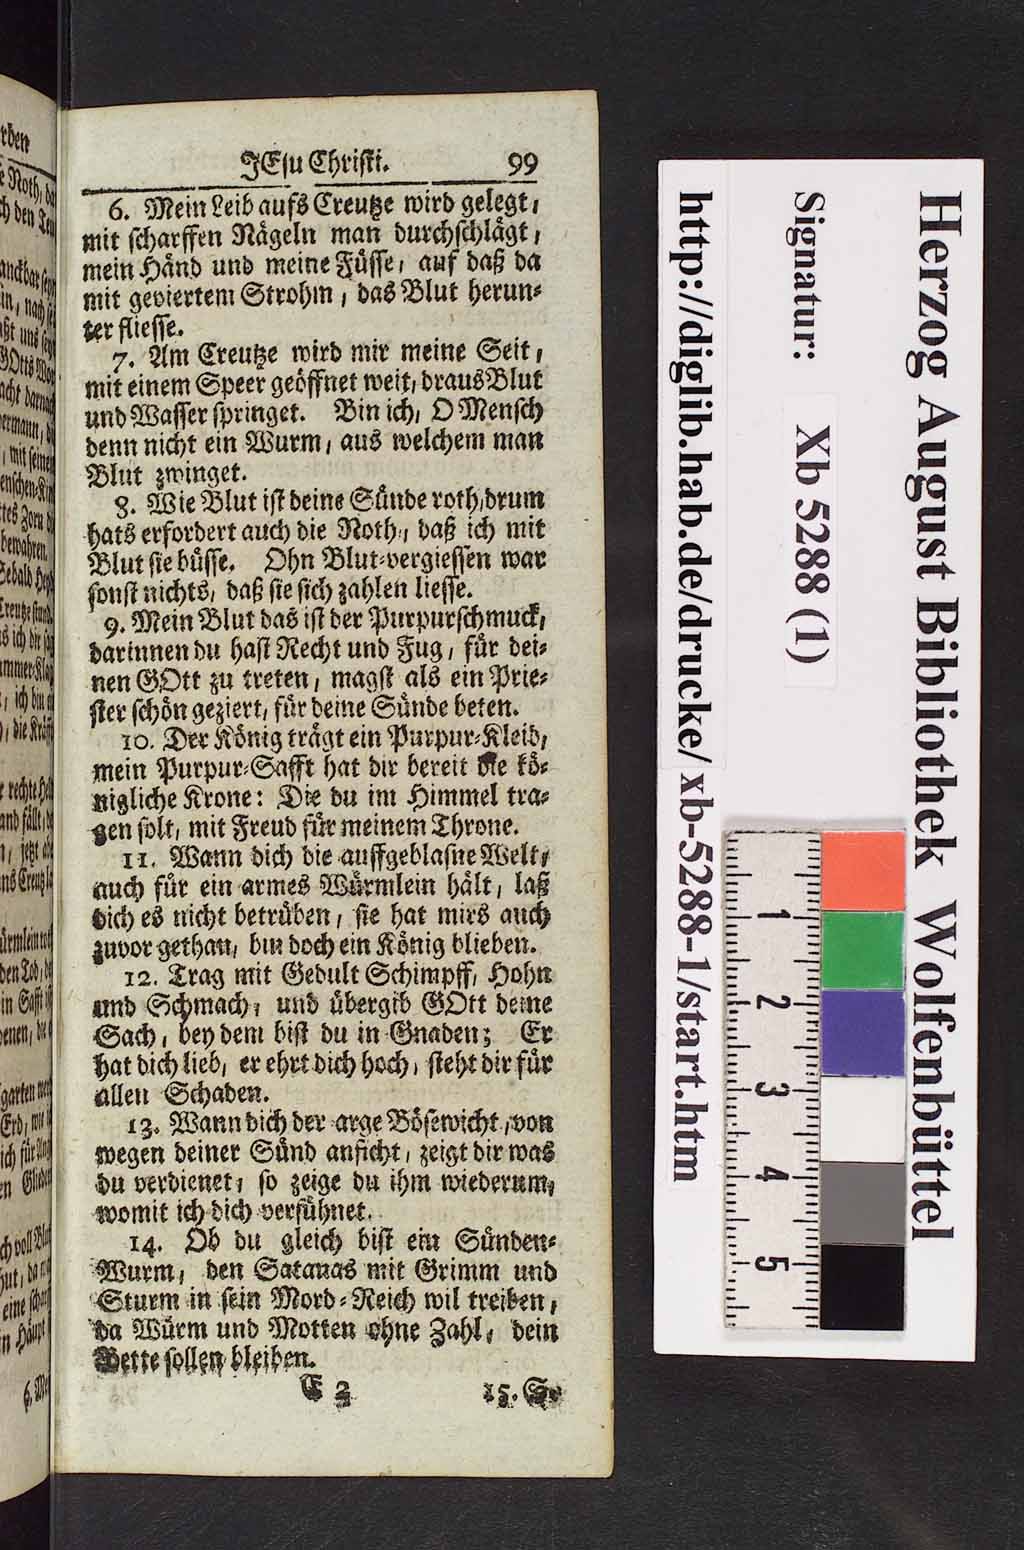 JEsu Christi. 99
6. Mein Leib aufs Creutze wird gelegt,
mit scharffen Nägeln man durchschlägt,
mein Händ und meine Füsse, auf daß da
mit geviertem Strohm, das Blut herun-
ter fliesse.
7. Am Creutze wird mir meine Seit,
mit einem Speer geöffnet weit, draus Blut
und Wasser springet. Bin ich, O Mensch
denn nicht ein Wurm, aus welchem man
Blut zwinget.
8. Wie Blut ist deine Sünde roth, drum
hats erfordert auch die Noth, daß ich mit
Blut sie büsse. Ohn Blut-vergiessen war
sonst nichts, daß sie sich zahlen liesse.
9. Mein Blut das ist der Purpurschmuck,
darinnen du hast Recht und Fug, für dei-
nen GOtt zu treten, magst als ein Prie-
ster schön geziert, für deine Sünde beten.
10. Der König trägt ein Purpur-Kleid,
mein Purpur-Safft hat dir bereit die kö-
nigliche Krone: Die du im Himmel tra-
gen solt, mit Freud für meinem Throne.
11. Wann dich die auffgeblasne Welt,
auch für ein armes Würmlein hält, laß
dich es nicht betrüben, sie hat mirs auch
zuvor gethan, bin doch ein König blieben.
12. Trag mit Gedult Schimpff, Hohn
und Schmach, und übergib GOtt deine
Sach, bey dem bist du in Gnaden; Er
hat dich lieb, er ehrt dich hoch, steht dir für
allen Schaden.
13. Wann dich der arge Bösewicht, von
wegen deiner Sünd anficht, zeigt dir was
du verdienet, so zeige du ihm wiederum,
womit ich dich versühnet.
14. Ob du gleich bist ein Sünden-
Wurm, den Satanas mit Grimm und
Sturm in sein Mord-Reich wil treiben,
da Würm und Motten ohne Zahl, dein
Bette sollen bleiben.
E 2 15. So
Herzog August Bibliothek Wolfenbüttel
Signatur: Xb 5288 (1)
http://diglib.hab.de/drucke/xb-5288-1/start.htm
1 2 3 4 5